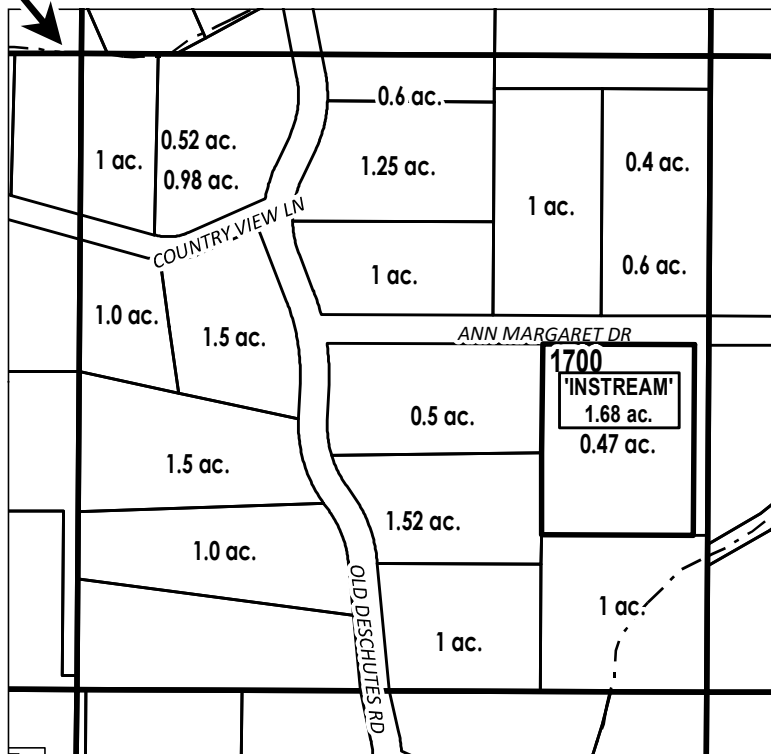 0.6 ac.
0.52 ac.
0.98 ac.
1 ac.
1.25 ac.
0.4 ac.
1 ac.
0.6 ac.
COUNTRY VIEW LN
1 ac.
1.0 ac.
1.5 ac.
ANN MARGARET DR
1700
'INSTREAM'
1.68 ac.
0.47 ac.
0.5 ac.
1.5 ac.
1.52 ac.
1.0 ac.
OLD DESCHUTES RD
1 ac.
1 ac.